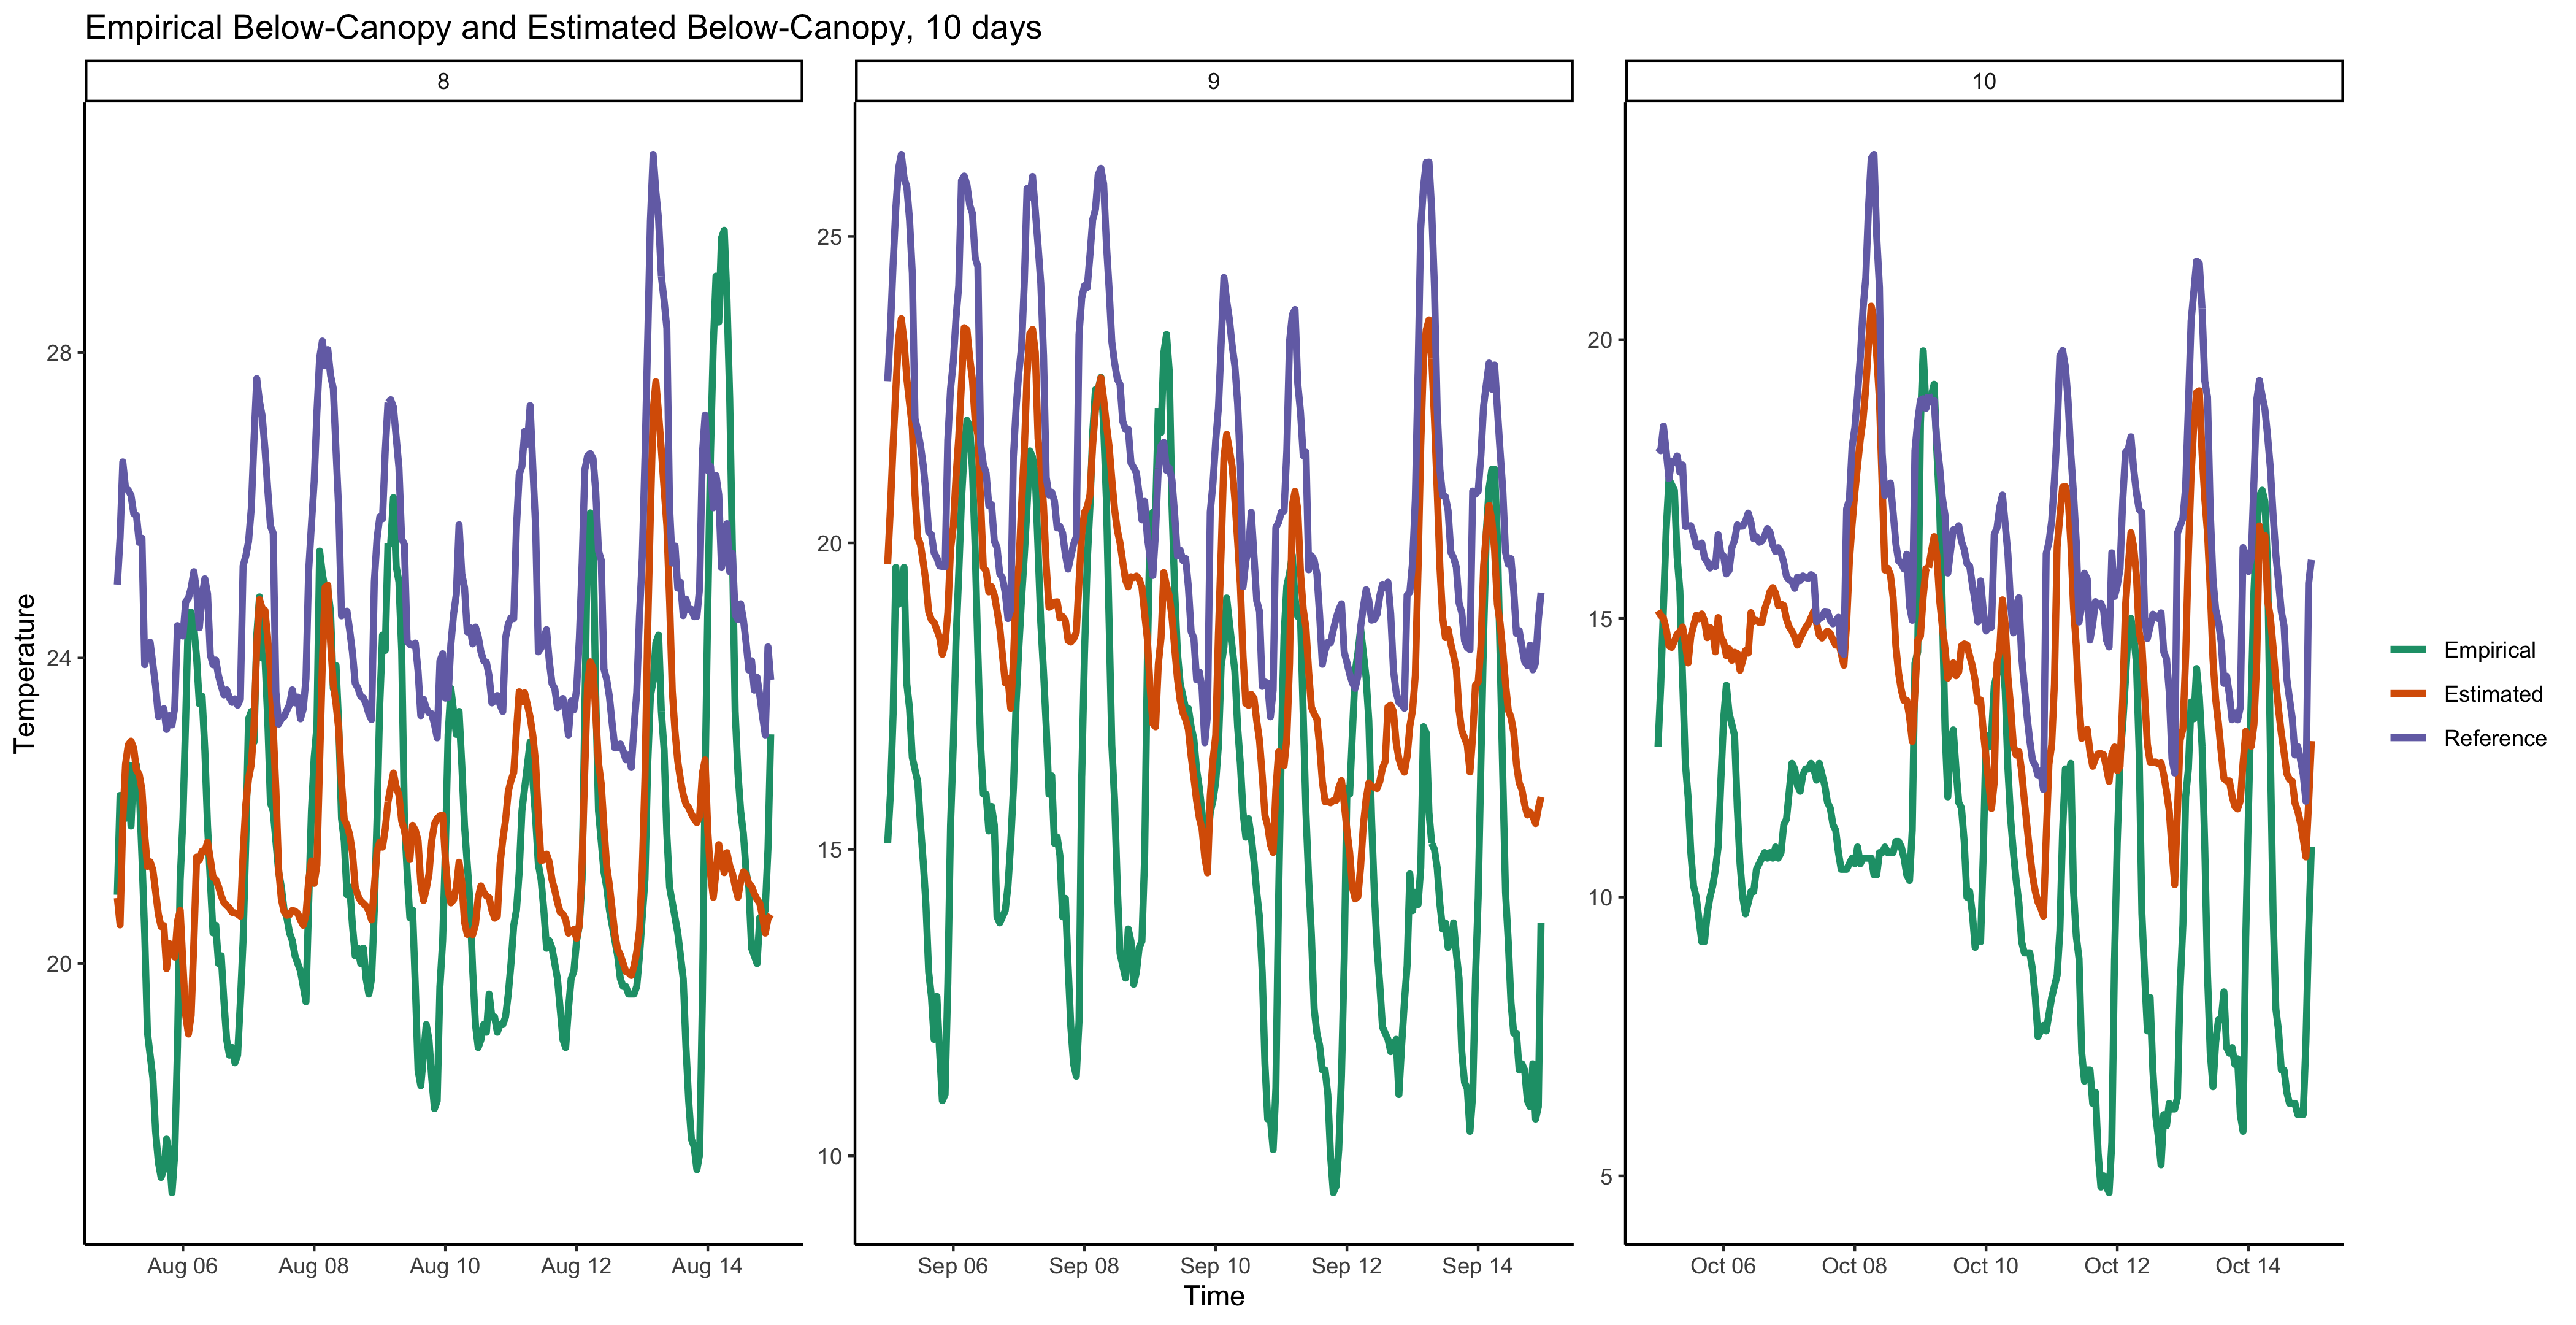 Empirical Below-Canopy and Estimated Below-Canopy, 10 days
8
9
10
Temperature
28
24
20
25
20
15
10
20
15
10
5
Aug 06 Aug 08 Aug 10 Aug 12 Aug 14
Sep 06 Sep 08 Sep 10 Sep 12 Sep 14
Oct 06 Oct 08 Oct 10 Oct 12 Oct 14
Time
Empirical
Estimated
Reference